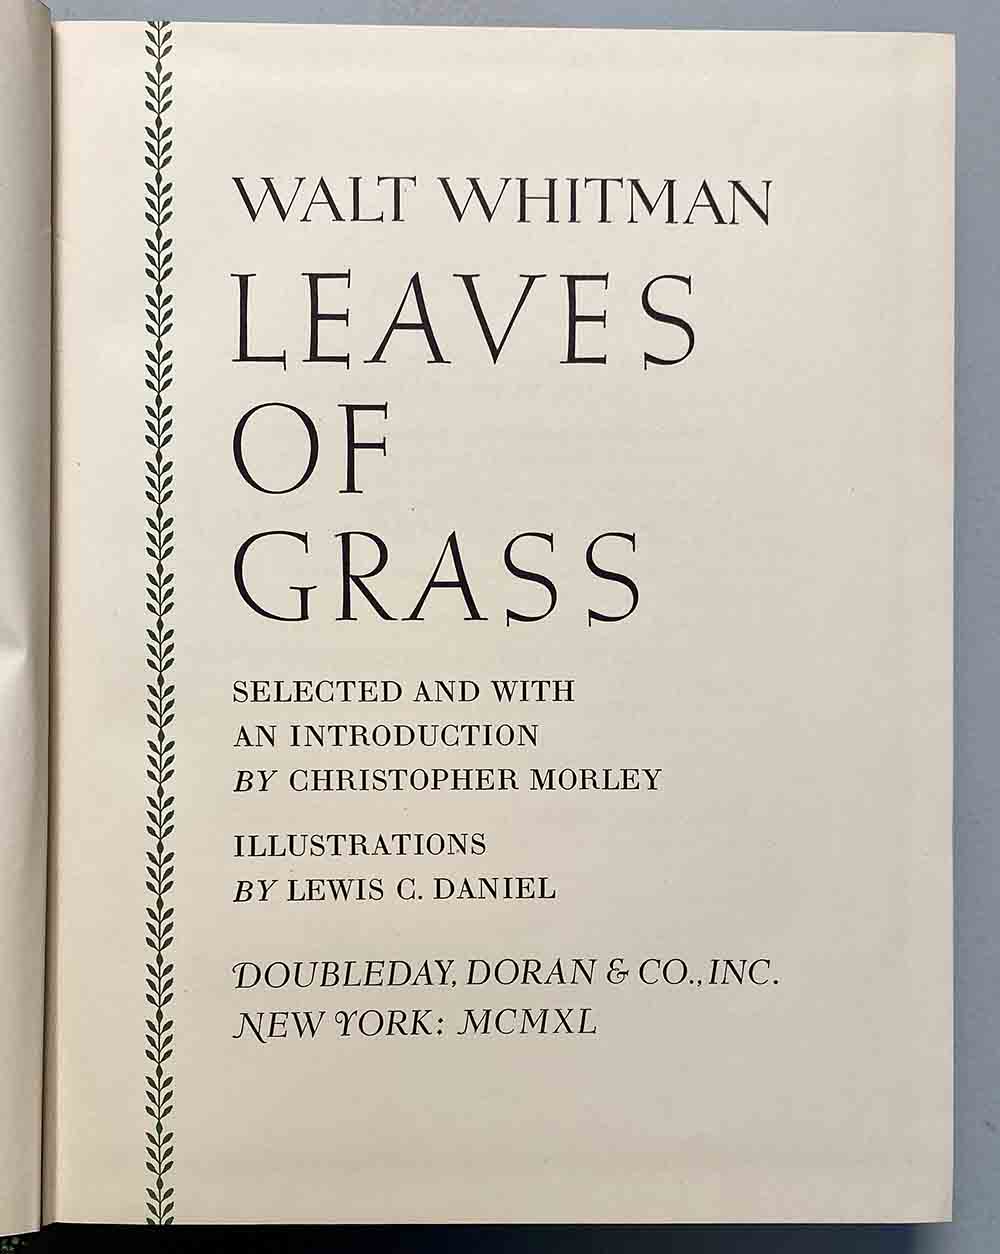 WALT WHITMAN
LEAVES
OF
GRASS
SELECTED AND WITH
AN INTRODUCTION
BY CHRISTOPHER MORLEY
ILLUSTRATIONS
BY LEWIS C. DANIEL
DOUBLEDAY, DORAN & CO., INC.
NEW YORK: MCMXL